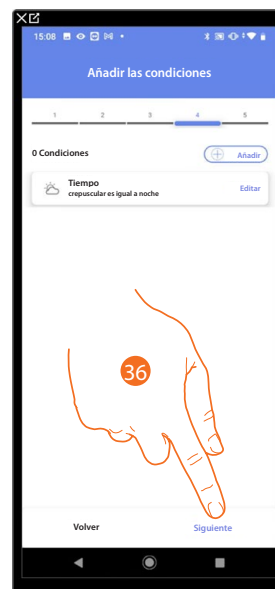 15:08
Añadir las condiciones
1 2 3 4 5
0 Condiciones
Añadir
Tiempo
crepuscular es igual a noche
Editar
36
Volver
Siguiente